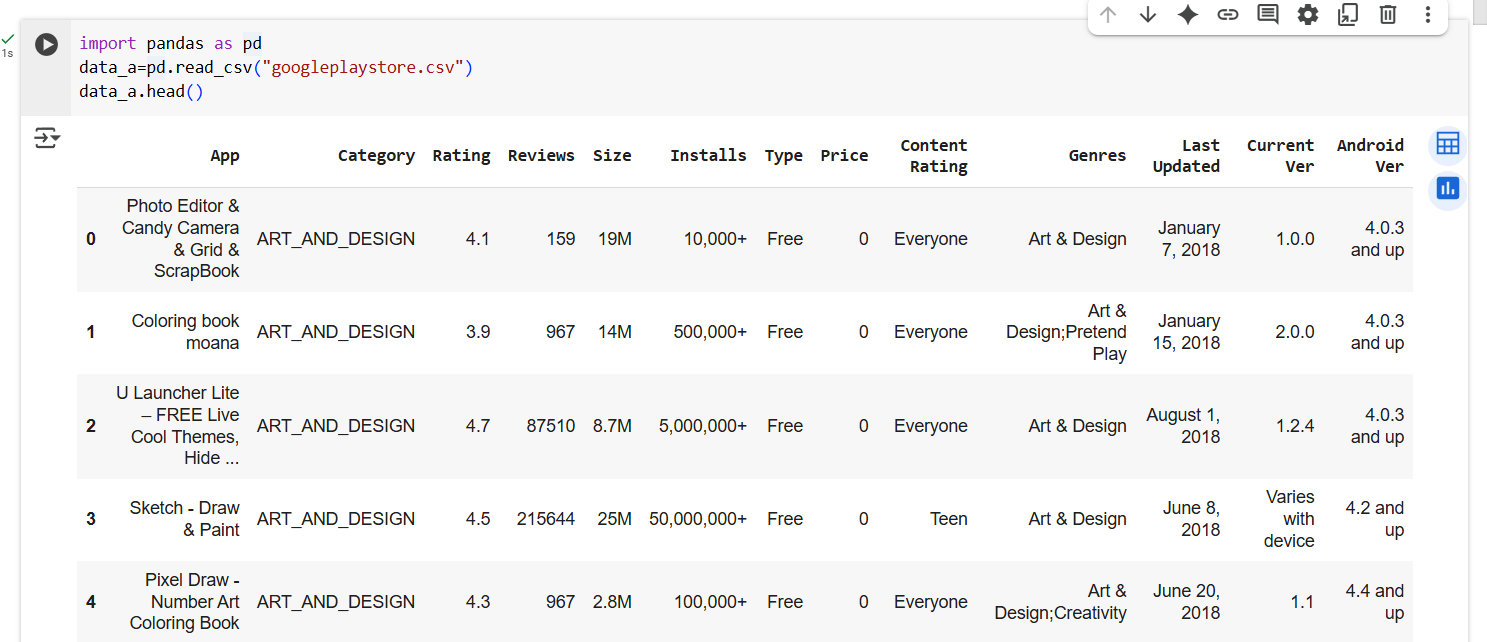 1s
import pandas as pd
data_a=pd.read_csv("googleplaystore.csv")
data_a.head()
App Category Rating Reviews Size Installs Type Price Content Rating Genres Last Updated Current Ver Android Ver
0 Photo Editor & Candy Camera & Grid & ScrapBook ART_AND_DESIGN 4.1 159 19M 10,000+ Free 0 Everyone Art & Design January 7, 2018 1.0.0 4.0.3 and up
1 Coloring book moana ART_AND_DESIGN 3.9 967 14M 500,000+ Free 0 Everyone Art & Design;Pretend Play January 15, 2018 2.0.0 4.0.3 and up
2 U Launcher Lite – FREE Live Cool Themes, Hide ... ART_AND_DESIGN 4.7 87510 8.7M 5,000,000+ Free 0 Everyone Art & Design August 1, 2018 1.2.4 4.0.3 and up
3 Sketch - Draw & Paint ART_AND_DESIGN 4.5 215644 25M 50,000,000+ Free 0 Teen Art & Design June 8, 2018 Varies with device 4.2 and up
4 Pixel Draw - Number Art Coloring Book ART_AND_DESIGN 4.3 967 2.8M 100,000+ Free 0 Everyone Art & Design;Creativity June 20, 2018 1.1 4.4 and up